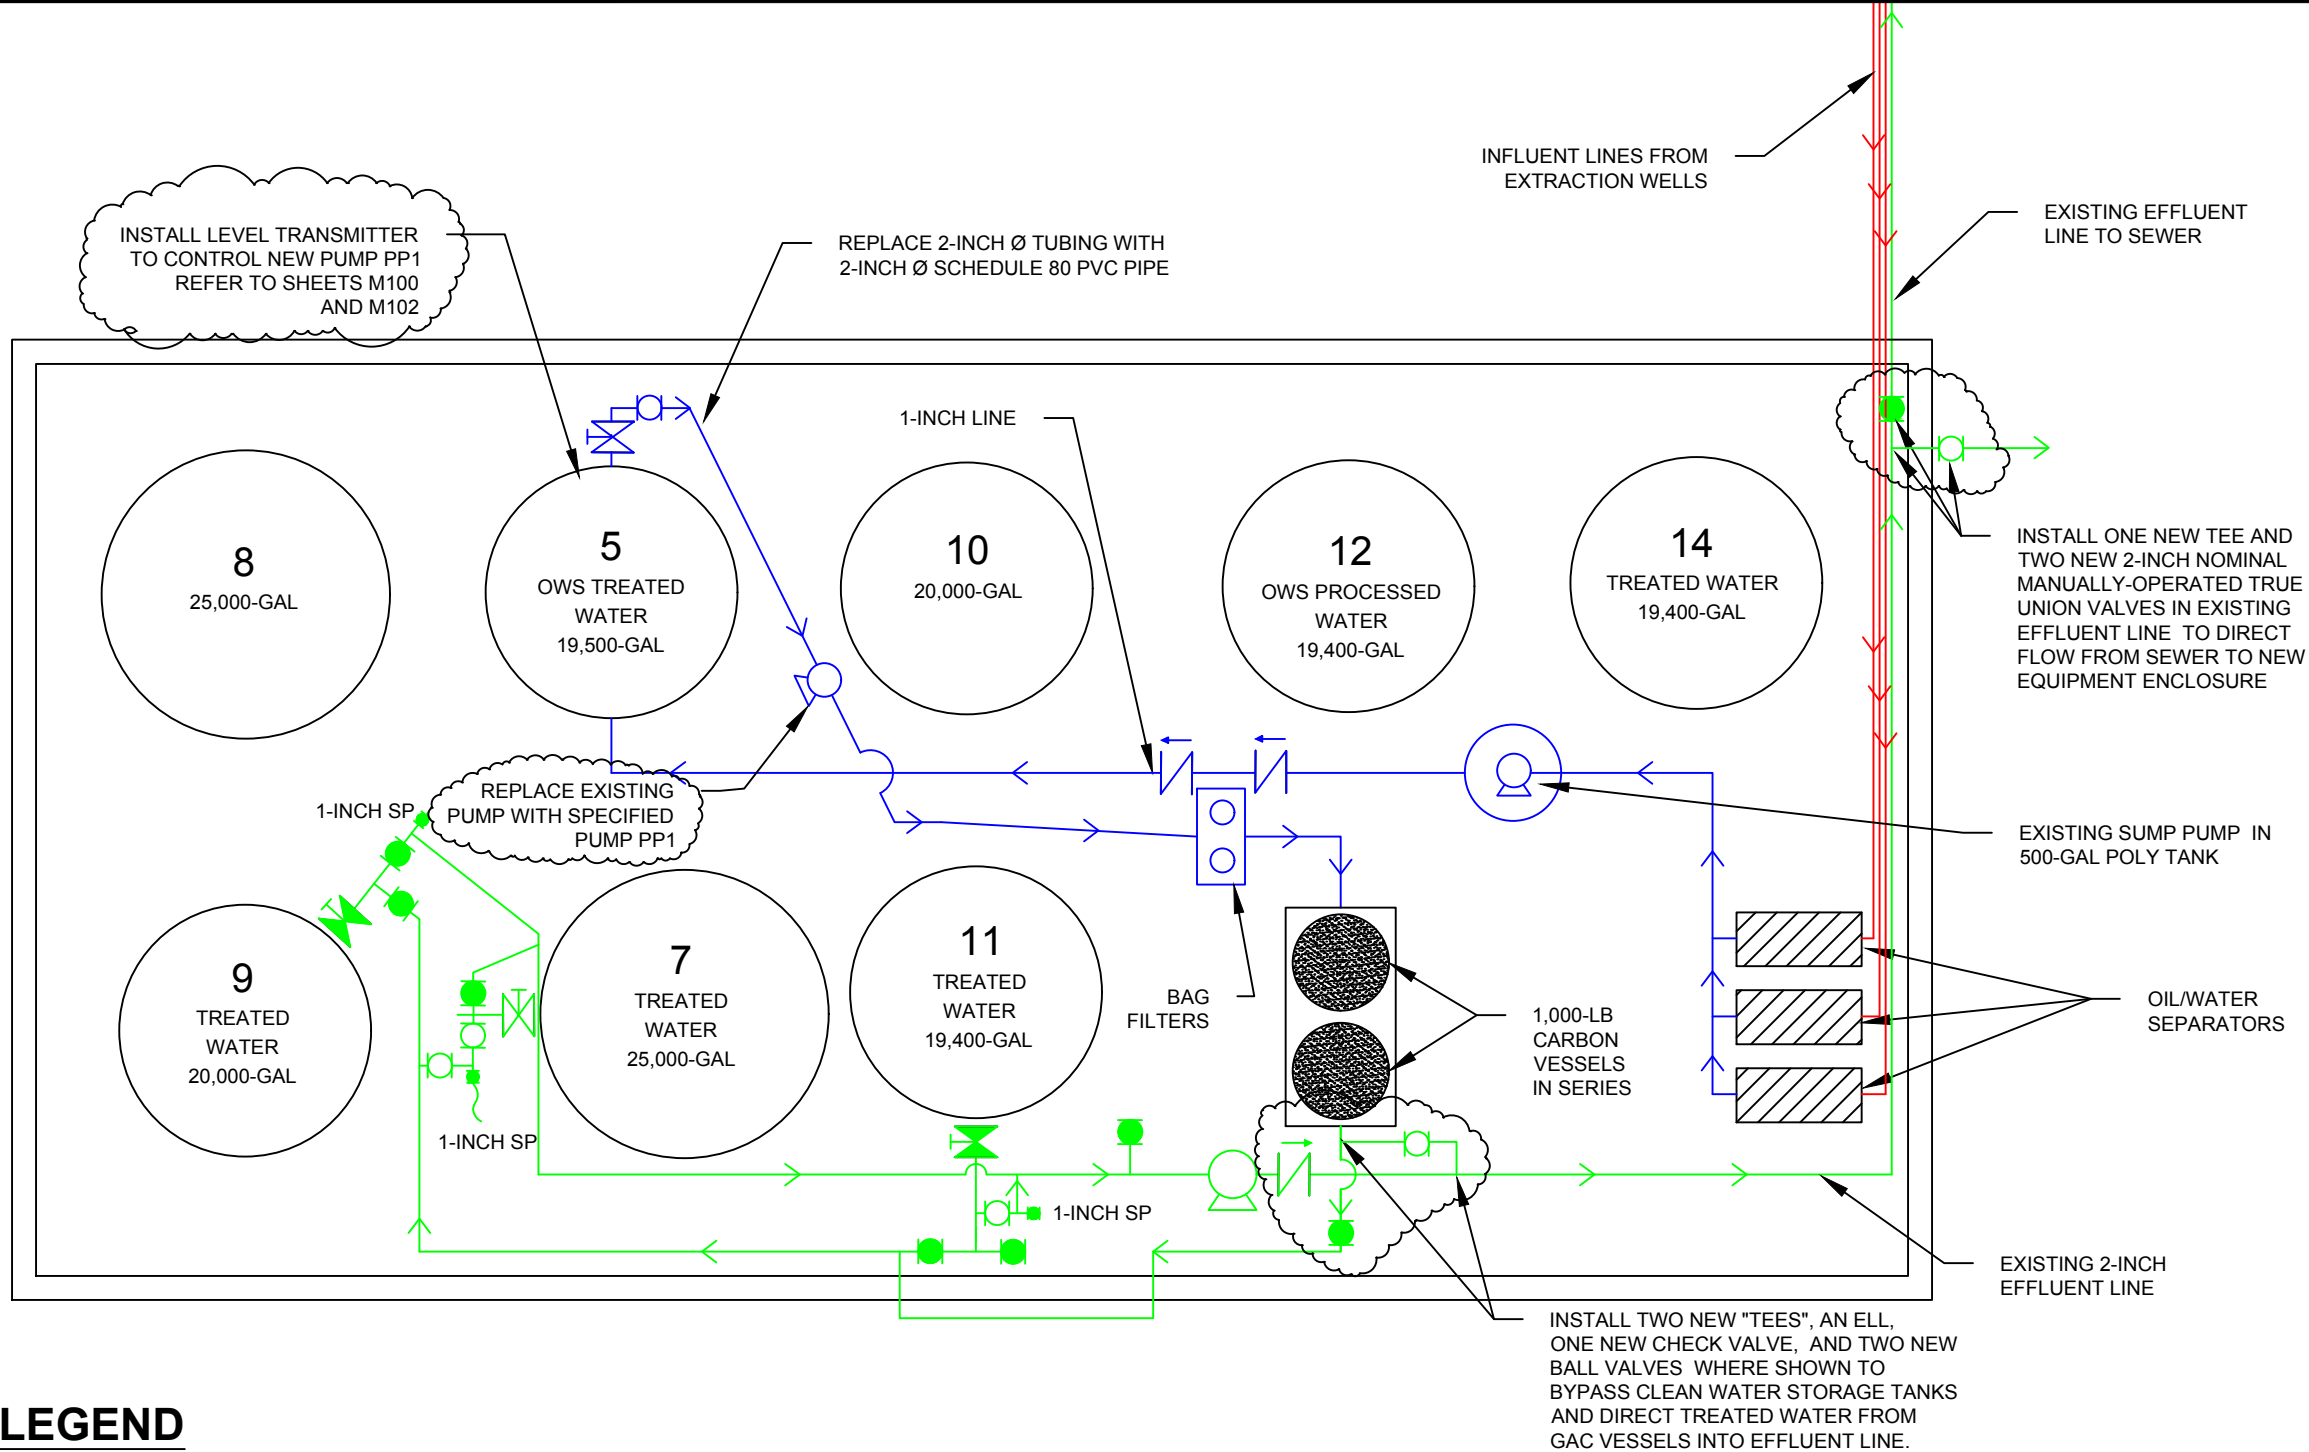 INFLUENT LINES FROM
EXTRACTION WELLS
EXISTING EFFLUENT
LINE TO SEWER
INSTALL LEVEL TRANSMITTER
TO CONTROL NEW PUMP PP1
REFER TO SHEETS M100
AND M102
REPLACE 2-INCH Ø TUBING WITH
2-INCH Ø SCHEDULE 80 PVC PIPE
1-INCH LINE
8
25,000-GAL
5
OWS TREATED
WATER
19,500-GAL
10
20,000-GAL
12
OWS PROCESSED
WATER
19,400-GAL
14
TREATED WATER
19,400-GAL
INSTALL ONE NEW TEE AND
TWO NEW 2-INCH NOMINAL
MANUALLY-OPERATED TRUE
UNION VALVES IN EXISTING
EFFLUENT LINE TO DIRECT
FLOW FROM SEWER TO NEW
EQUIPMENT ENCLOSURE
REPLACE EXISTING
PUMP WITH SPECIFIED
PUMP PP1
1-INCH SP
EXISTING SUMP PUMP IN
500-GAL POLY TANK
9
TREATED
WATER
20,000-GAL
7
TREATED
WATER
25,000-GAL
11
TREATED
WATER
19,400-GAL
BAG
FILTERS
1,000-LB
CARBON
VESSELS
IN SERIES
OIL/WATER
SEPARATORS
1-INCH SP
1-INCH SP
EXISTING 2-INCH
EFFLUENT LINE
INSTALL TWO NEW "TEES", AN ELL,
ONE NEW CHECK VALVE, AND TWO NEW
BALL VALVES WHERE SHOWN TO
BYPASS CLEAN WATER STORAGE TANKS
AND DIRECT TREATED WATER FROM
GAC VESSELS INTO EFFLUENT LINE.
LEGEND